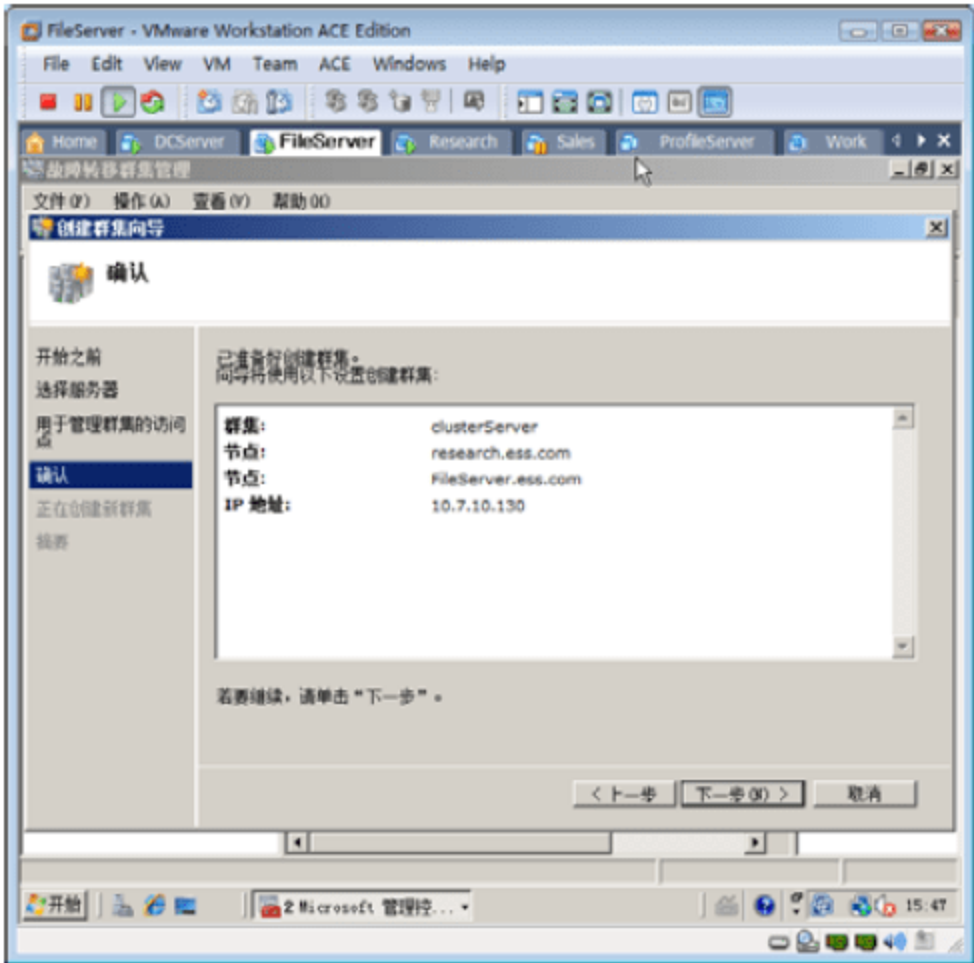 FileServer - VMware Workstation ACE Edition
File Edit View VM Team ACE Windows Help
Home DCServer FileServer Research Sales ProfileServer Work
故障转移群集管理
文件(F) 操作(A) 查看(V) 帮助(H)
创建群集向导
确认
开始之前
选择服务器
用于管理群集的访问
点
确认
正在创建新群集
摘要
已准备好创建群集。
向导将使用以下设置创建群集:
群集: clusterServer
节点: research.ess.com
节点: FileServer.ess.com
IP 地址: 10.7.10.130
若要继续，请单击“下一步”。
< 上一步 下一步(N) > 取消
开始 2 Microsoft 管理控... 15:47